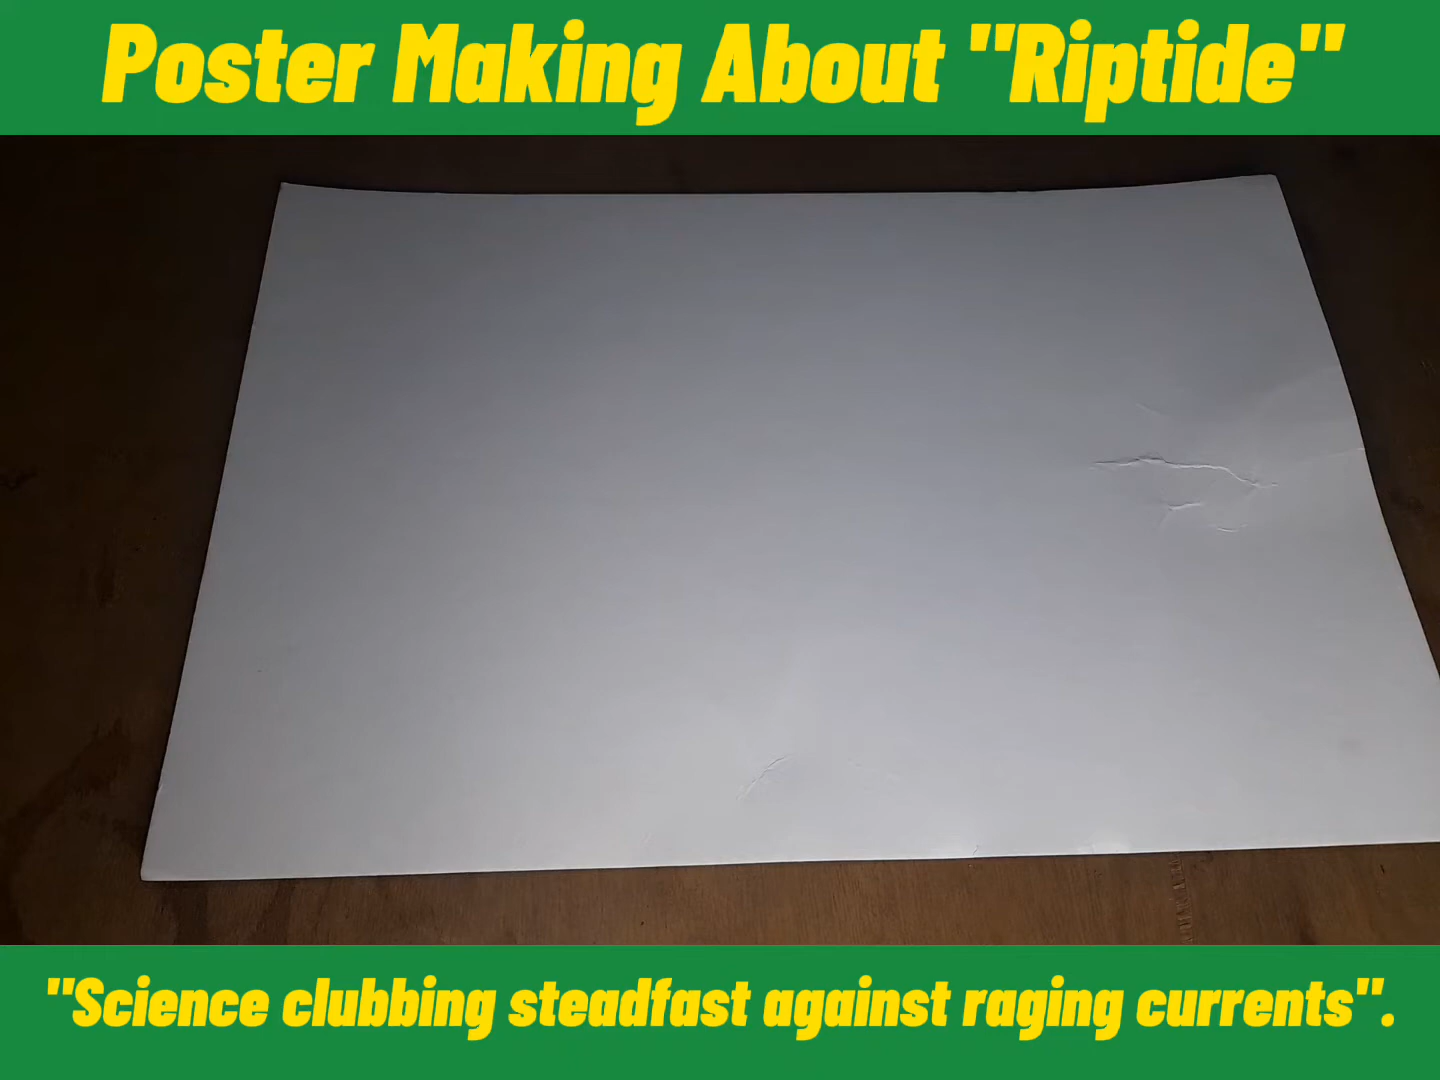 Poster Making About "Riptide"
"Science clubbing steadfast against raging currents".